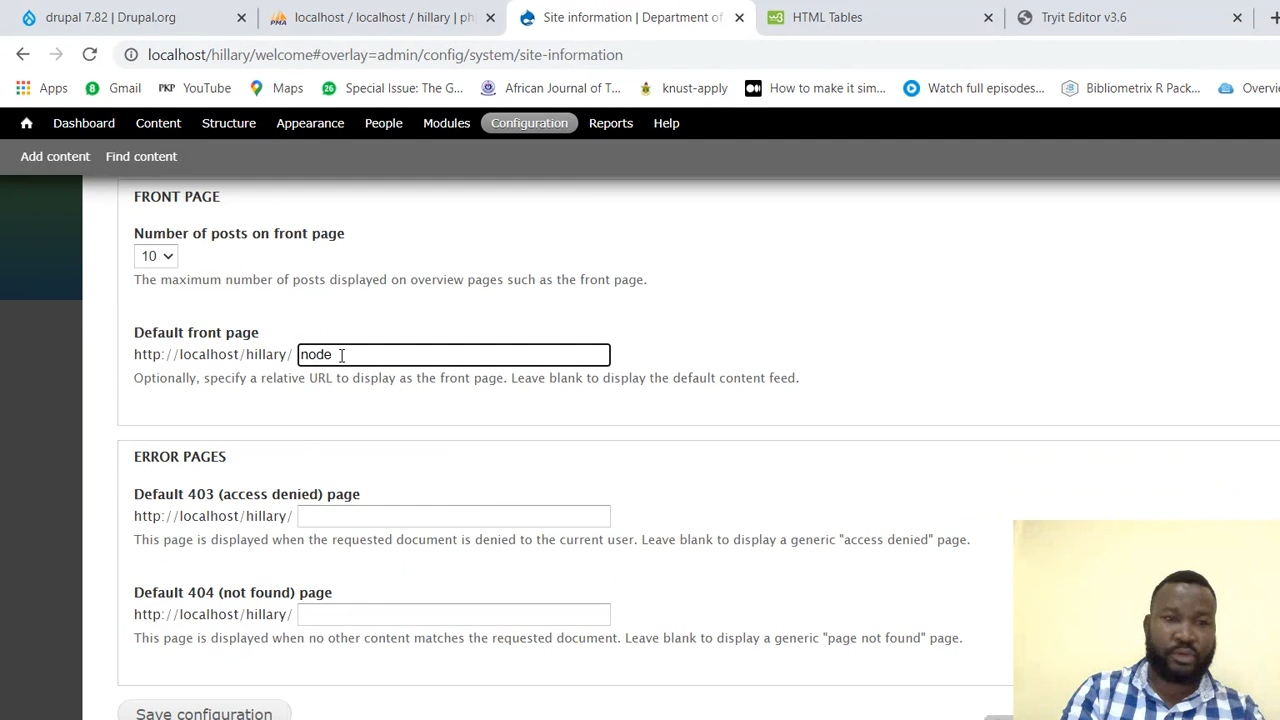 drupal 7.82 | Drupal.org
localhost / localhost / hillary | ph
Site information | Department of
HTML Tables
Tryit Editor v3.6
localhost/hillary/welcome#overlay=admin/config/system/site-information
Apps Gmail YouTube Maps Special Issue: The G... African Journal of T... knust-apply How to make it sim... Watch full episodes... Bibliometrix R Pack... Overvie
Dashboard Content Structure Appearance People Modules Configuration Reports Help
Add content Find content
FRONT PAGE
Number of posts on front page
10
The maximum number of posts displayed on overview pages such as the front page.
Default front page
http://localhost/hillary/ node
Optionally, specify a relative URL to display as the front page. Leave blank to display the default content feed.
ERROR PAGES
Default 403 (access denied) page
http://localhost/hillary/
This page is displayed when the requested document is denied to the current user. Leave blank to display a generic "access denied" page.
Default 404 (not found) page
http://localhost/hillary/
This page is displayed when no other content matches the requested document. Leave blank to display a generic "page not found" page.
Save configuration